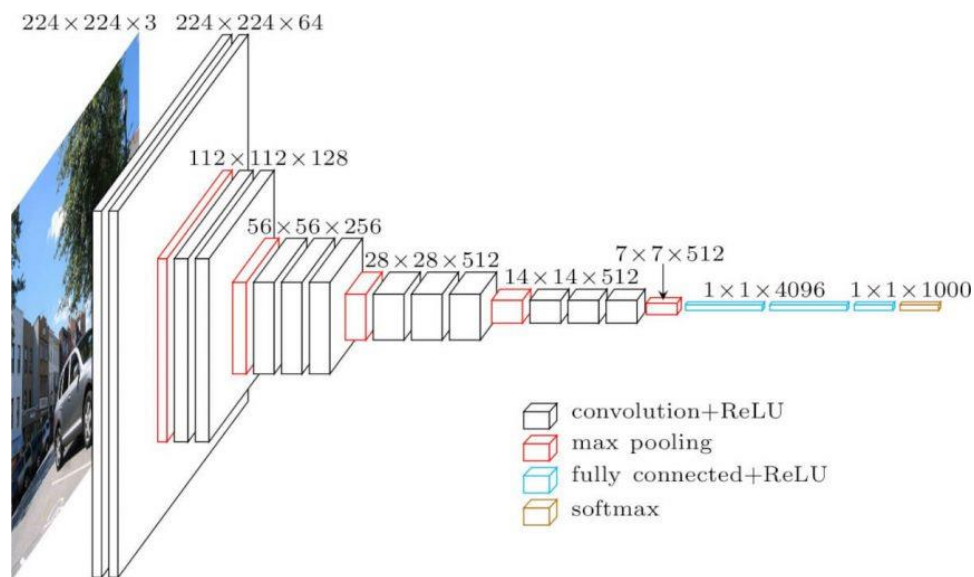 224×224×3
224×224×64
112×112×128
56×56×256
28×28×512
14×14×512
7×7×512
1×1×4096
1×1×1000
convolution+ReLU
max pooling
fully connected+ReLU
softmax